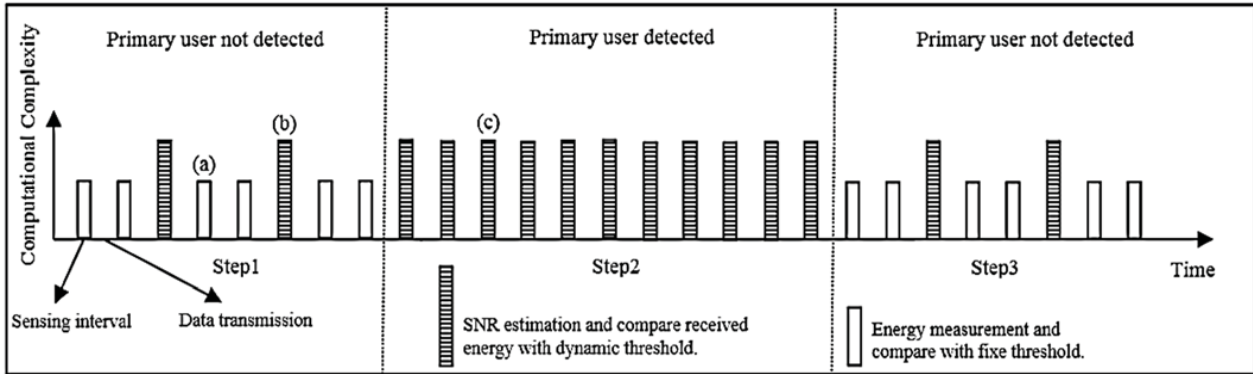 Primary user not detected
Primary user detected
Primary user not detected
Computational Complexity
(a)
(b)
(c)
Step1
Step2
Step3
Time
Sensing interval
Data transmission
SNR estimation and compare received
energy with dynamic threshold.
Energy measurement and
compare with fixe threshold.